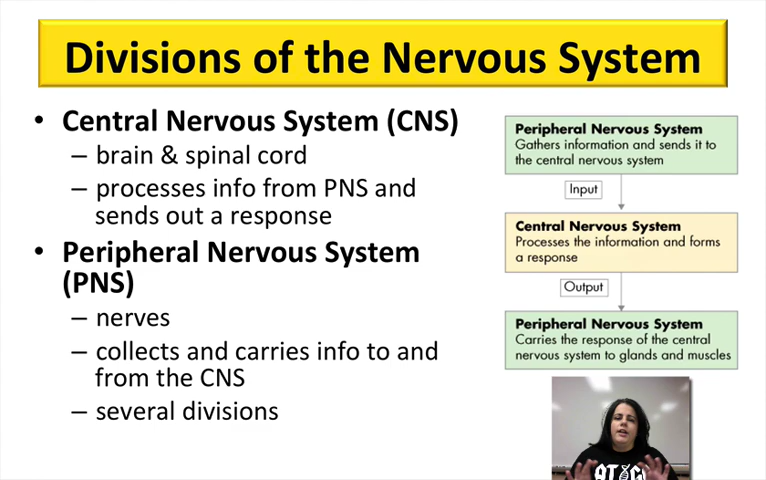 Divisions of the Nervous System
• Central Nervous System (CNS)
– brain & spinal cord
– processes info from PNS and
sends out a response
• Peripheral Nervous System
(PNS)
– nerves
– collects and carries info to and
from the CNS
– several divisions
Peripheral Nervous System
Gathers information and sends it to
the central nervous system
Input
Central Nervous System
Processes the information and forms
a response
Output
Peripheral Nervous System
Carries the response of the central
nervous system to glands and muscles